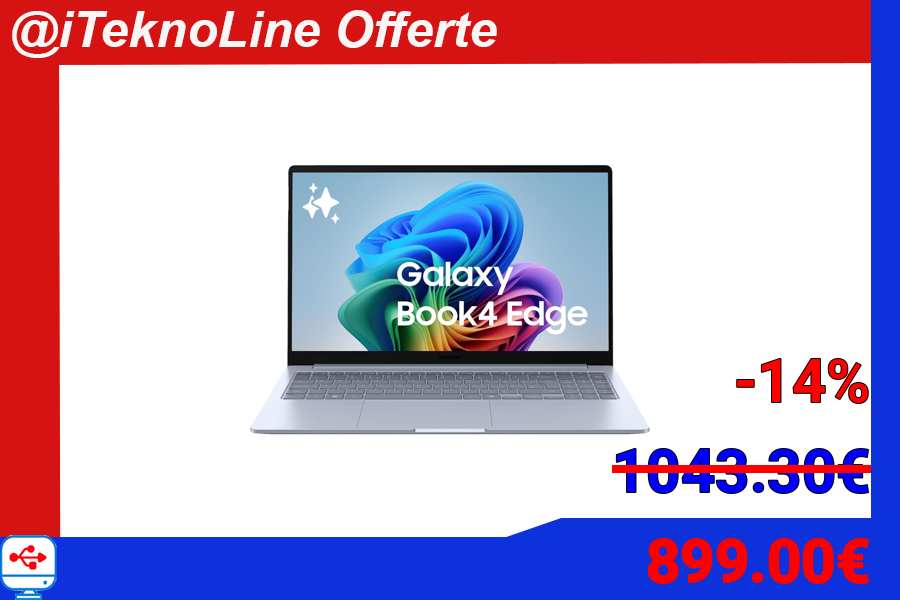 @iTeknoLine Offerte
Galaxy
Book4 Edge
-14%
1043.30€
899.00€